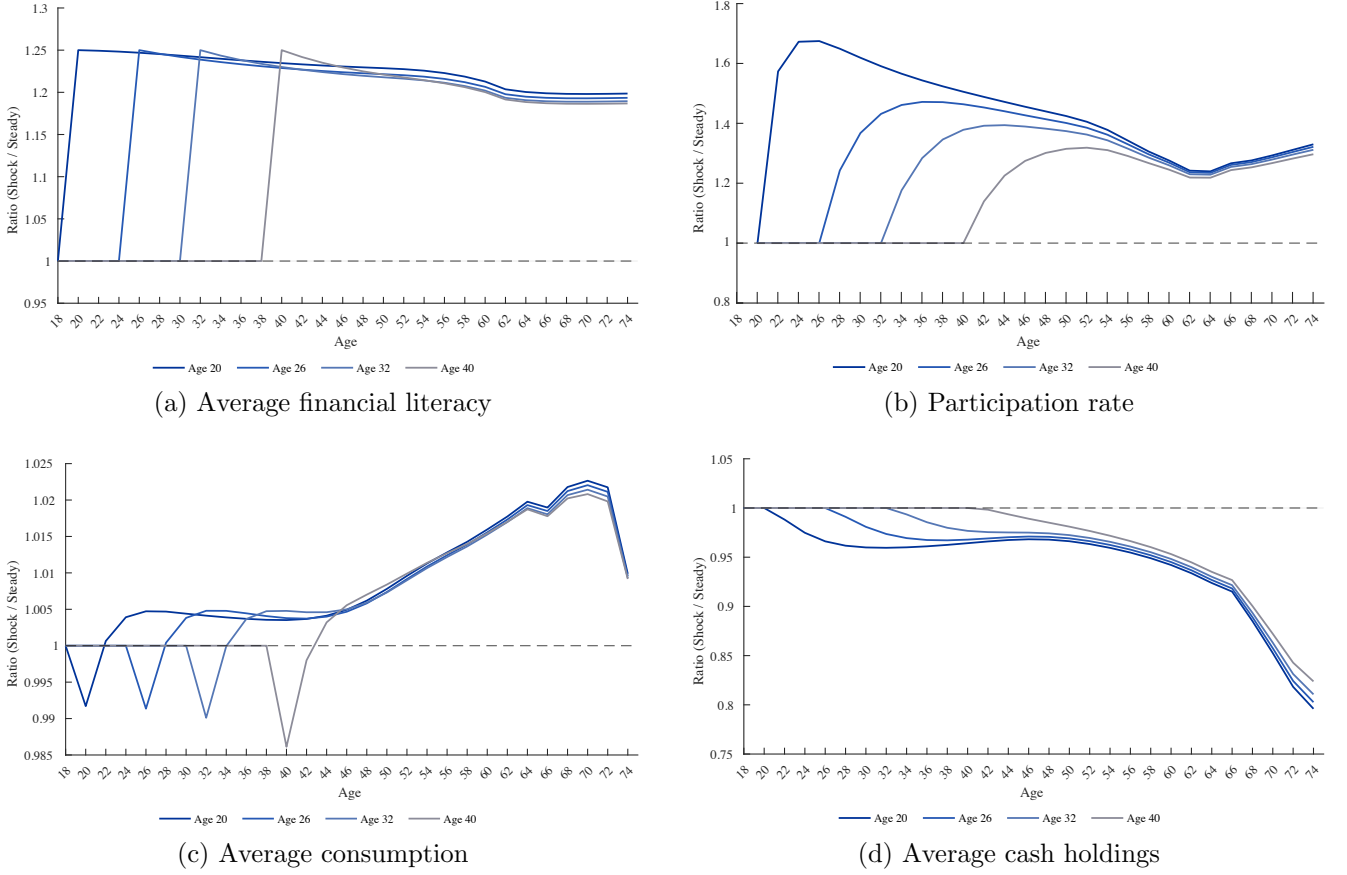 1.3
1.25
1.2
1.15
1.1
1.05
1
0.95
Ratio (Shock / Steady)
18 20 22 24 26 28 30 32 34 36 38 40 42 44 46 48 50 52 54 56 58 60 62 64 66 68 70 72 74
Age
Age 20 Age 26 Age 32 Age 40
(a) Average financial literacy
1.8
1.6
1.4
1.2
1
0.8
Ratio (Shock / Steady)
18 20 22 24 26 28 30 32 34 36 38 40 42 44 46 48 50 52 54 56 58 60 62 64 66 68 70 72 74
Age
Age 20 Age 26 Age 32 Age 40
(b) Participation rate
1.025
1.02
1.015
1.01
1.005
1
0.995
0.99
0.985
Ratio (Shock / Steady)
18 20 22 24 26 28 30 32 34 36 38 40 42 44 46 48 50 52 54 56 58 60 62 64 66 68 70 72 74
Age
Age 20 Age 26 Age 32 Age 40
(c) Average consumption
1.05
1
0.95
0.9
0.85
0.8
0.75
Ratio (Shock / Steady)
18 20 22 24 26 28 30 32 34 36 38 40 42 44 46 48 50 52 54 56 58 60 62 64 66 68 70 72 74
Age
Age 20 Age 26 Age 32 Age 40
(d) Average cash holdings